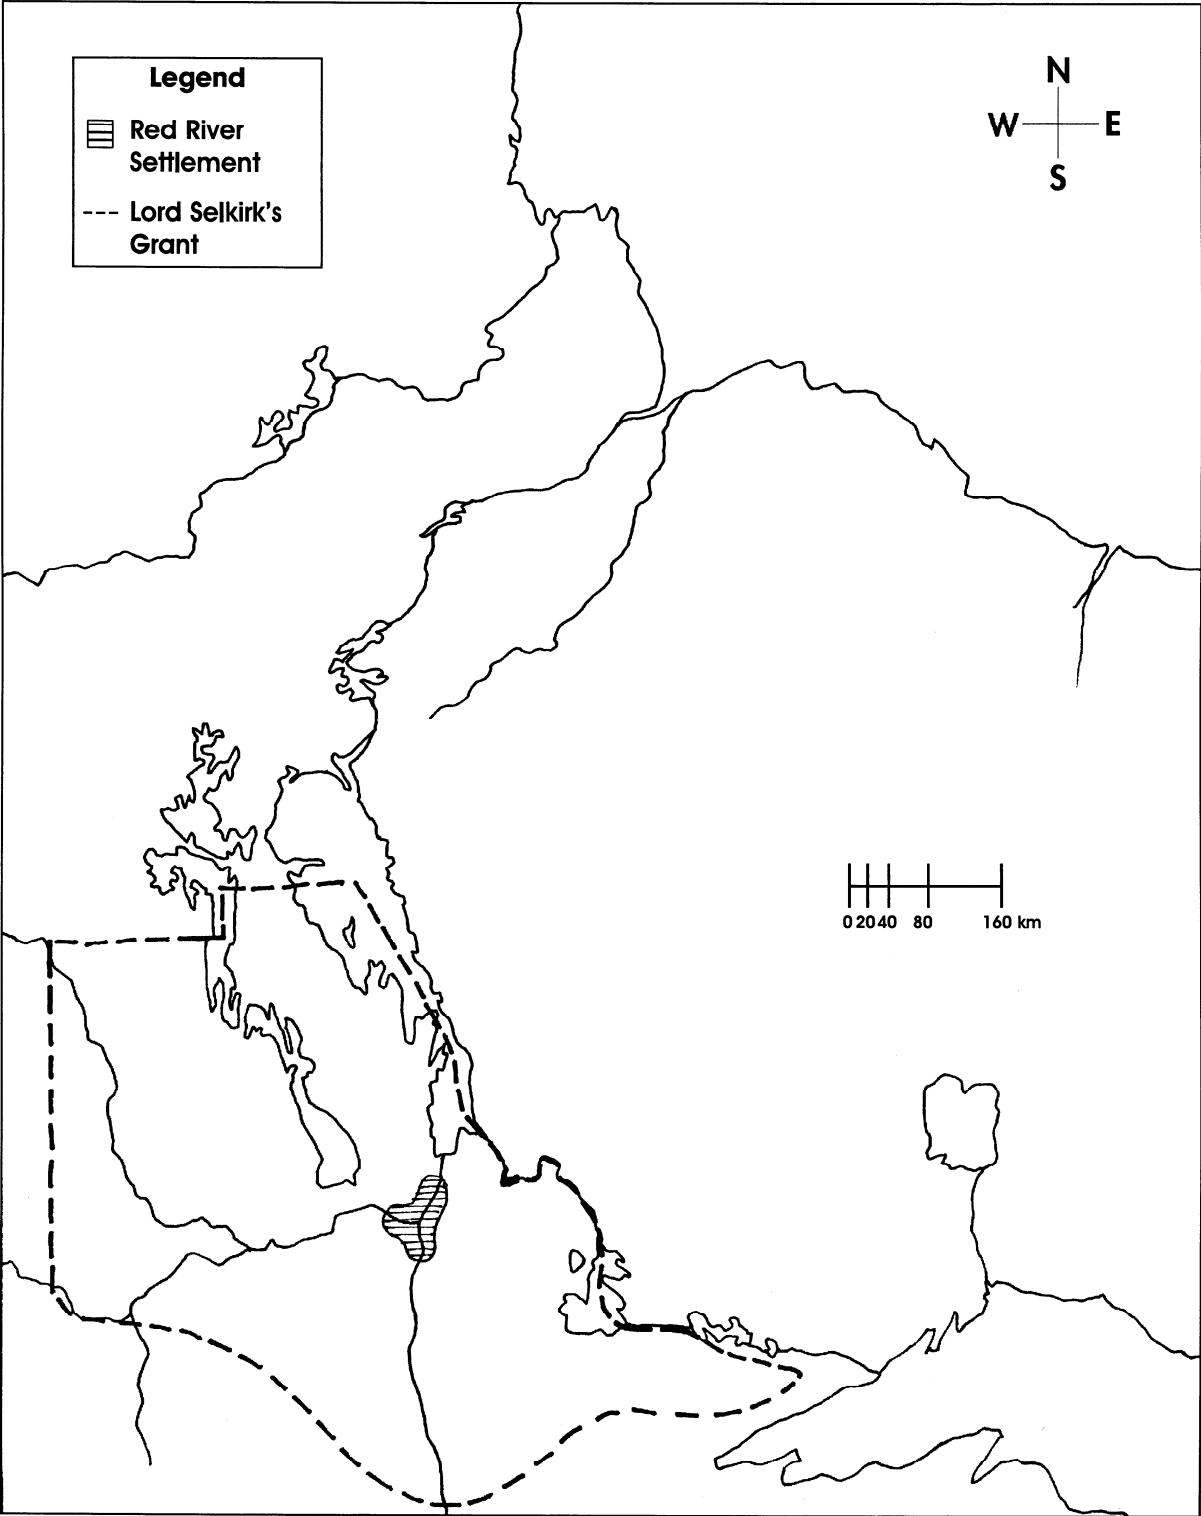 Legend
Red River
Settlement
Lord Selkirk's
Grant
N
W E
S
0 20 40 80 160 km